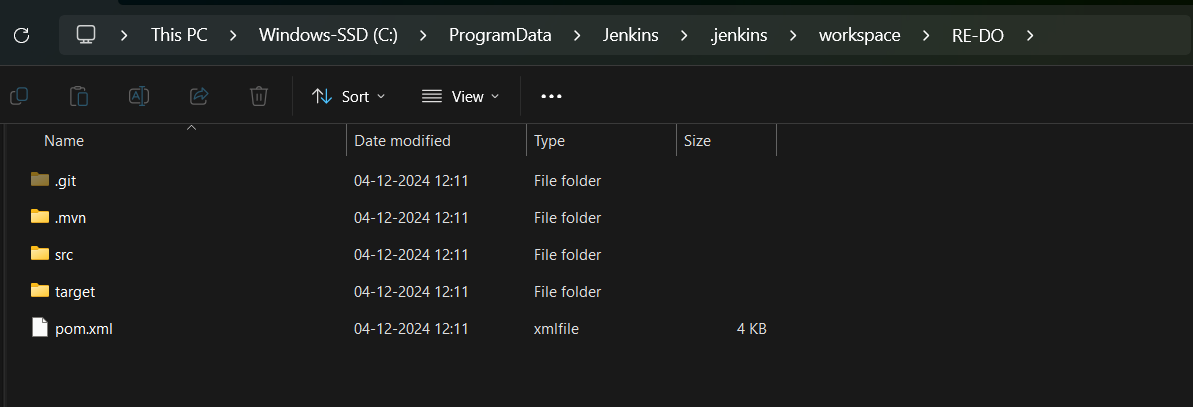 This PC > Windows-SSD (C:) > ProgramData > Jenkins > .jenkins > workspace > RE-DO >
Sort View
Name Date modified Type Size
.git 04-12-2024 12:11 File folder
.mvn 04-12-2024 12:11 File folder
src 04-12-2024 12:11 File folder
target 04-12-2024 12:11 File folder
pom.xml 04-12-2024 12:11 xmlfile 4 KB